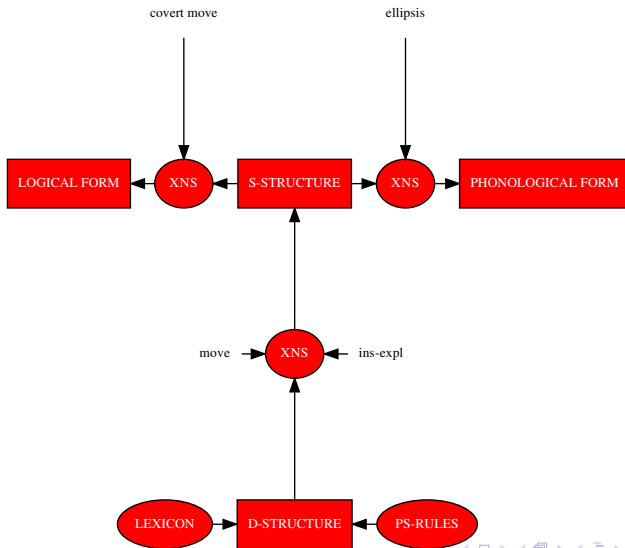 covert move
ellipsis
LOGICAL FORM
XNS
S-STRUCTURE
XNS
PHONOLOGICAL FORM
move
XNS
ins-expl
LEXICON
D-STRUCTURE
PS-RULES